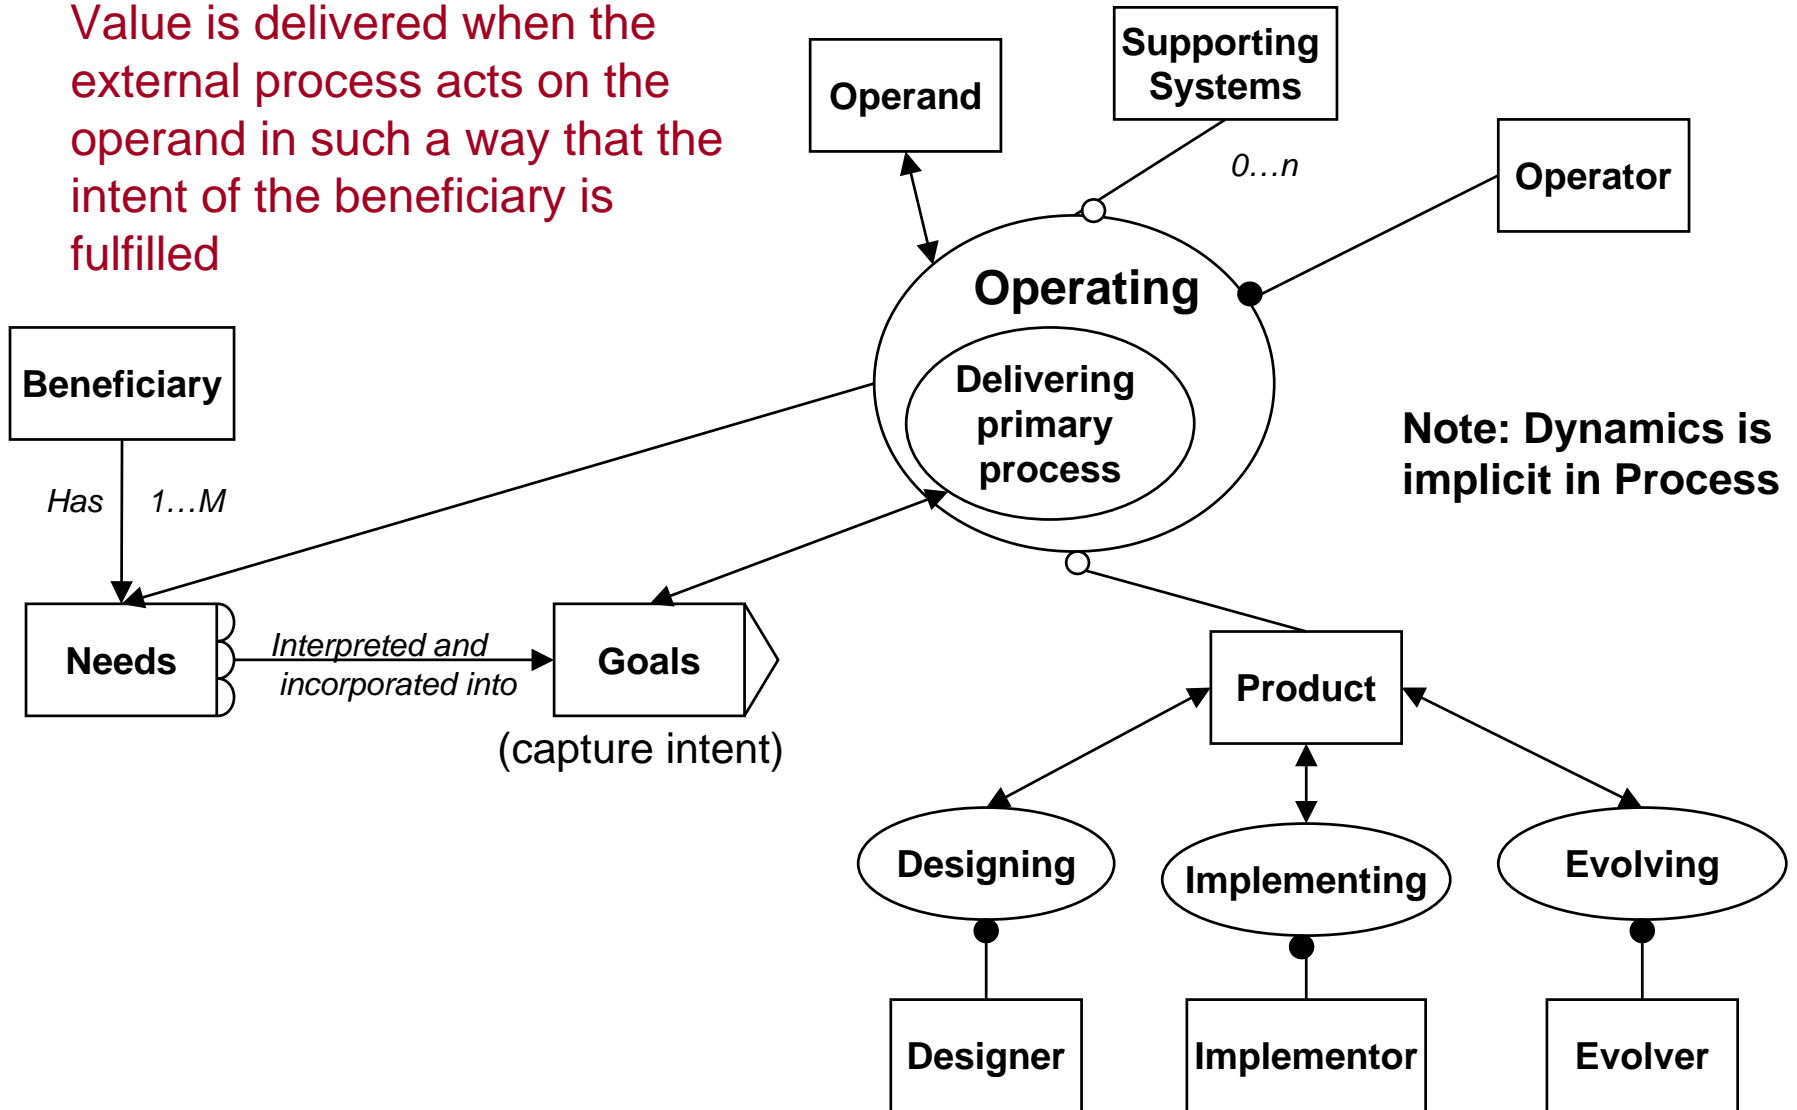 Value is delivered when the
external process acts on the
operand in such a way that the
intent of the beneficiary is
fulfilled
Operand
Supporting
Systems
0…n
Operator
Operating
Delivering
primary
process
Beneficiary
Has
1…M
Note: Dynamics is
implicit in Process
Needs
Interpreted and
incorporated into
Goals
(capture intent)
Product
Designing
Implementing
Evolving
Designer
Implementor
Evolver